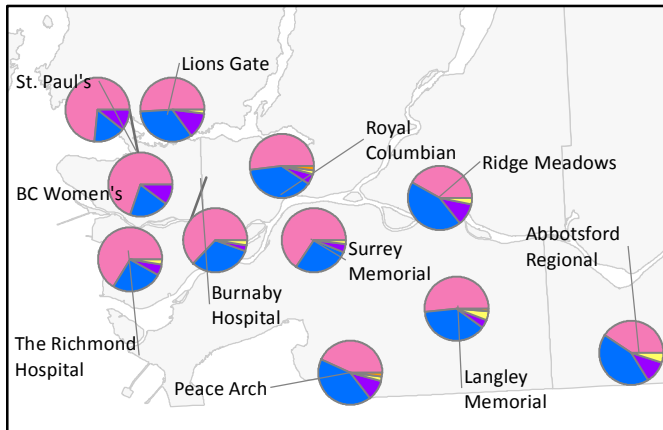 Lions Gate
St. Paul's
Royal
Columbian
Ridge Meadows
BC Women's
Abbotsford
Regional
Surrey
Memorial
Burnaby
Hospital
The Richmond
Hospital
Peace Arch
Langley
Memorial